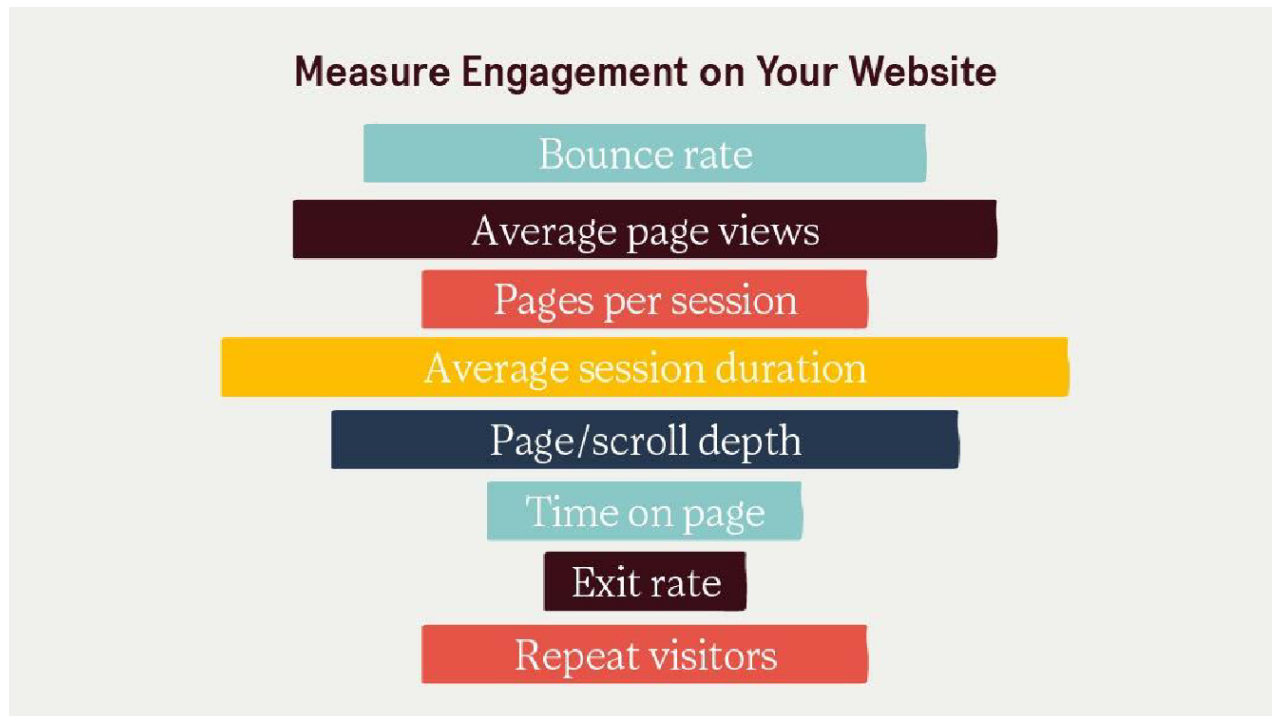 Measure Engagement on Your Website
Bounce rate
Average page views
Pages per session
Average session duration
Page/scroll depth
Time on page
Exit rate
Repeat visitors